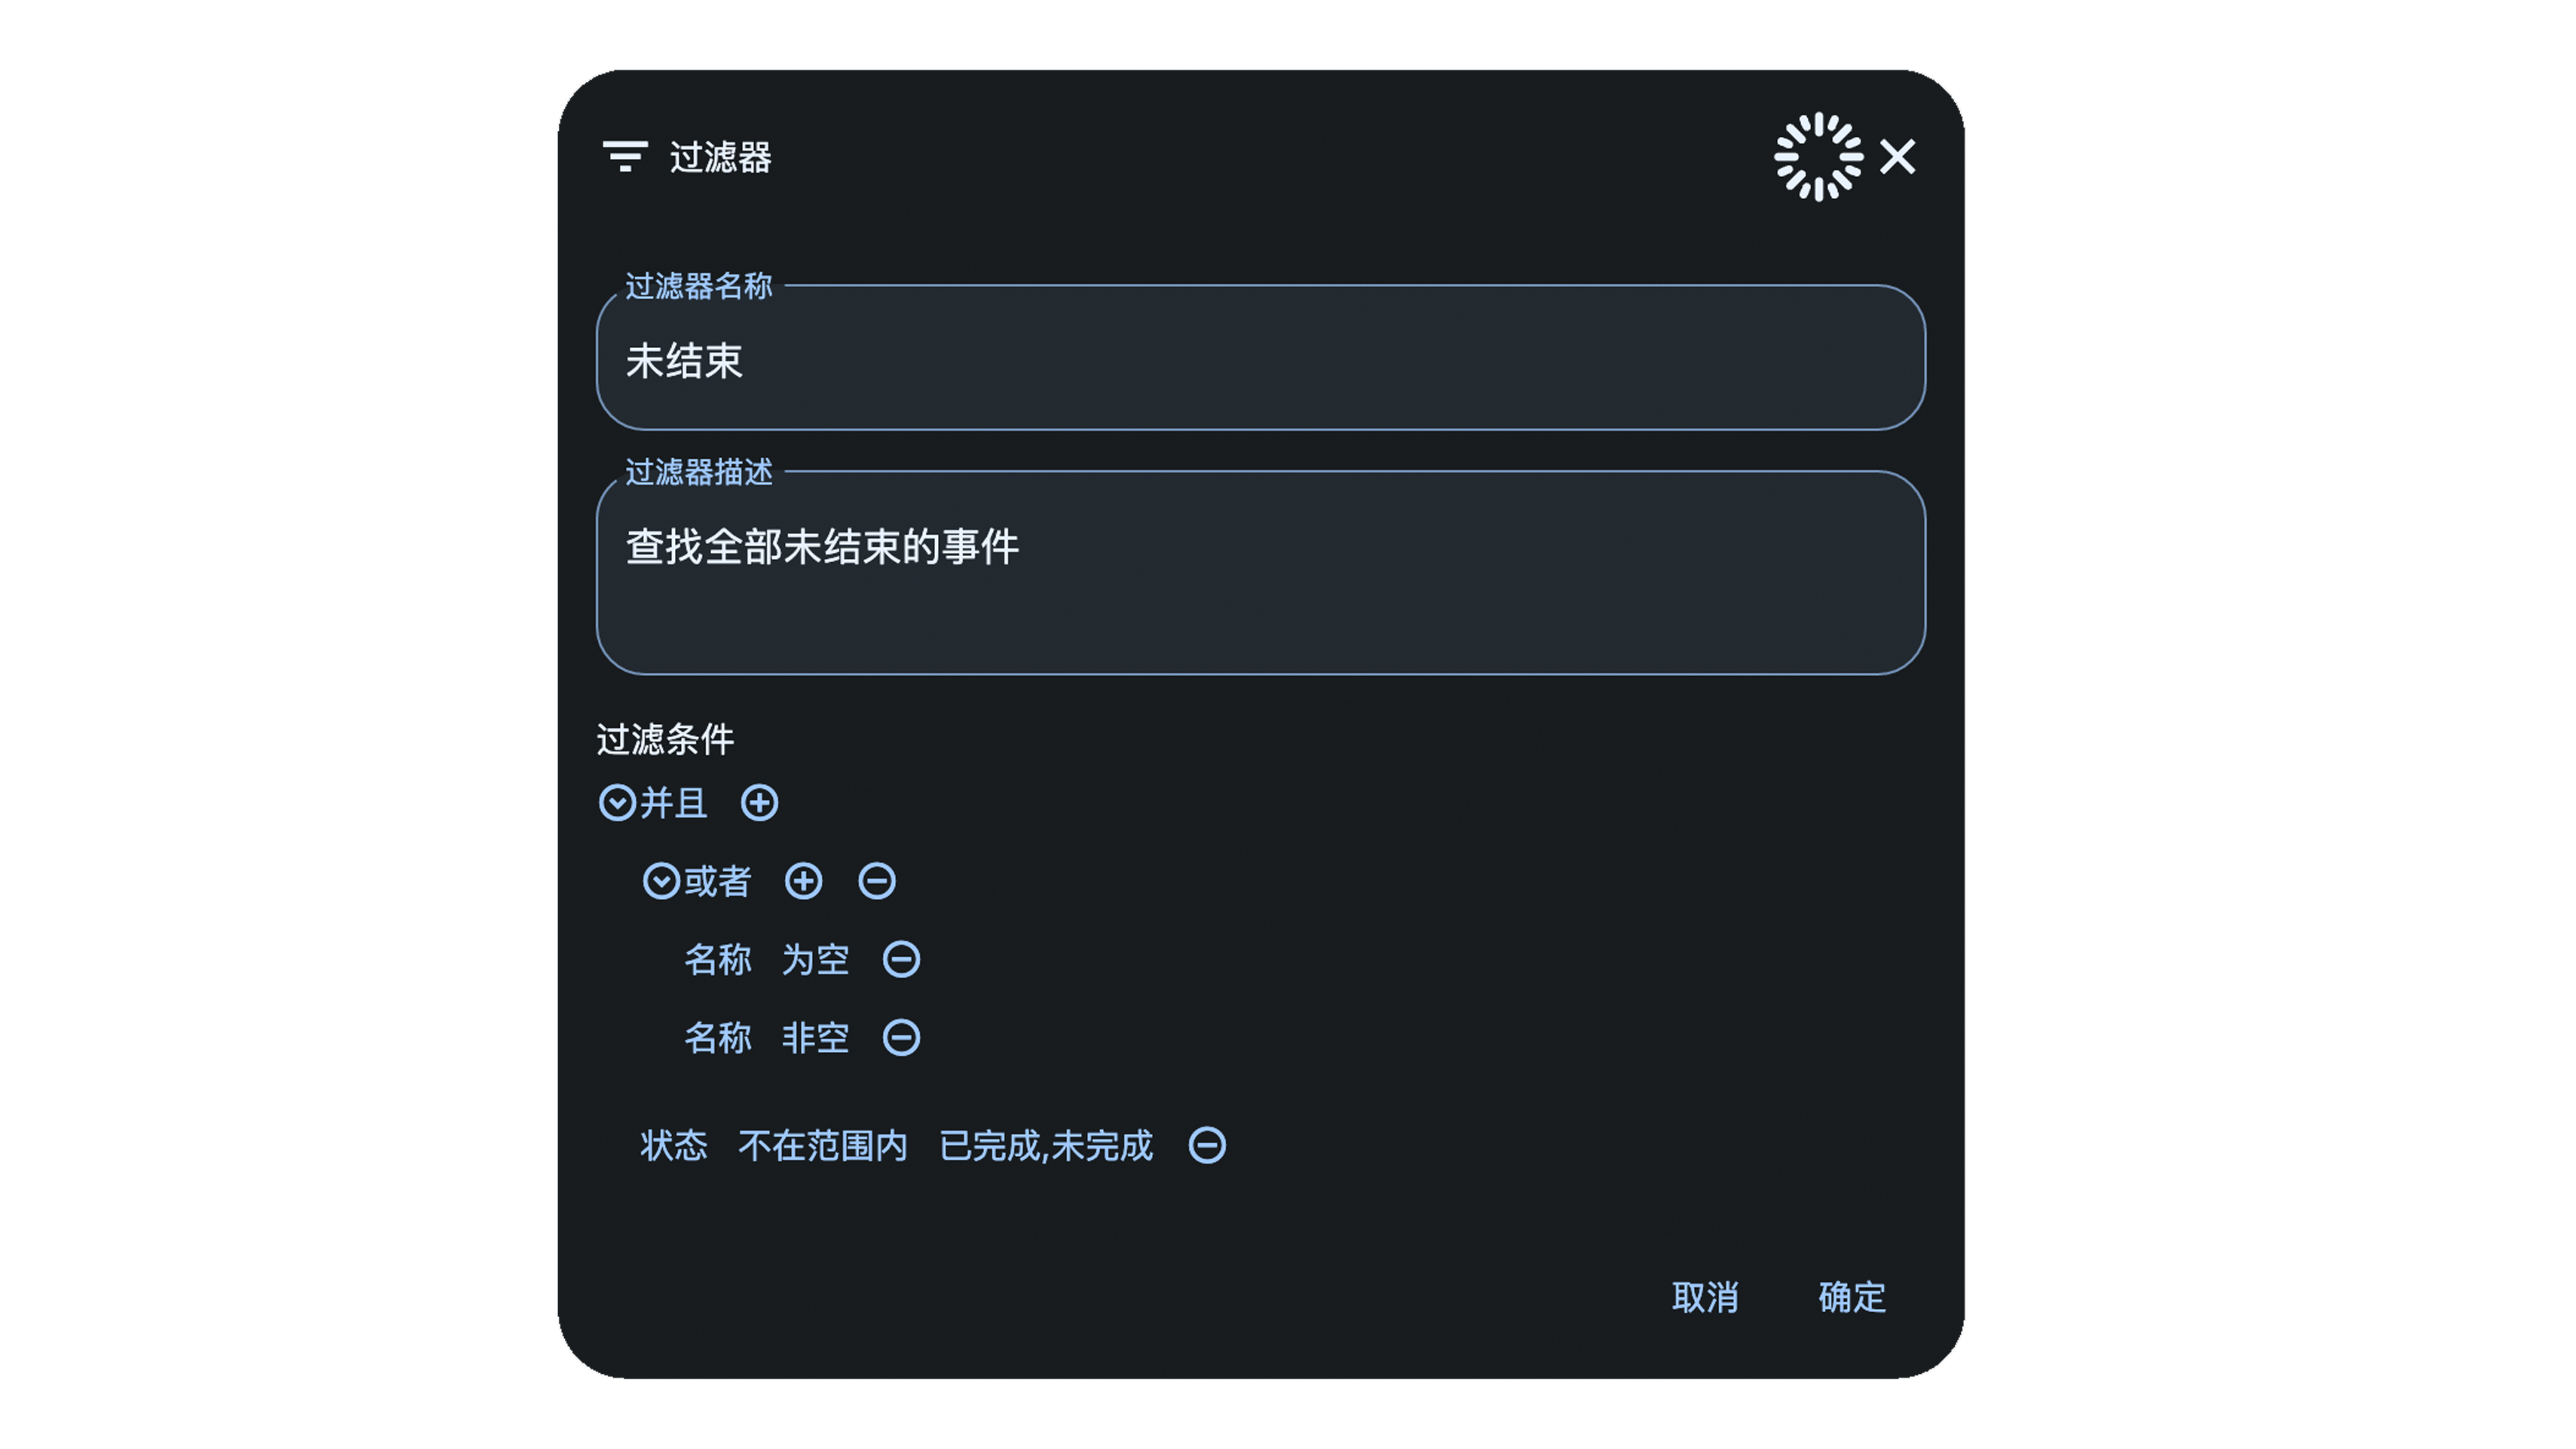 过滤器
过滤器名称
未结束
过滤器描述
查找全部未结束的事件
过滤条件
并且
或者
名称 为空
名称 非空
状态 不在范围内 已完成,未完成
取消 确定